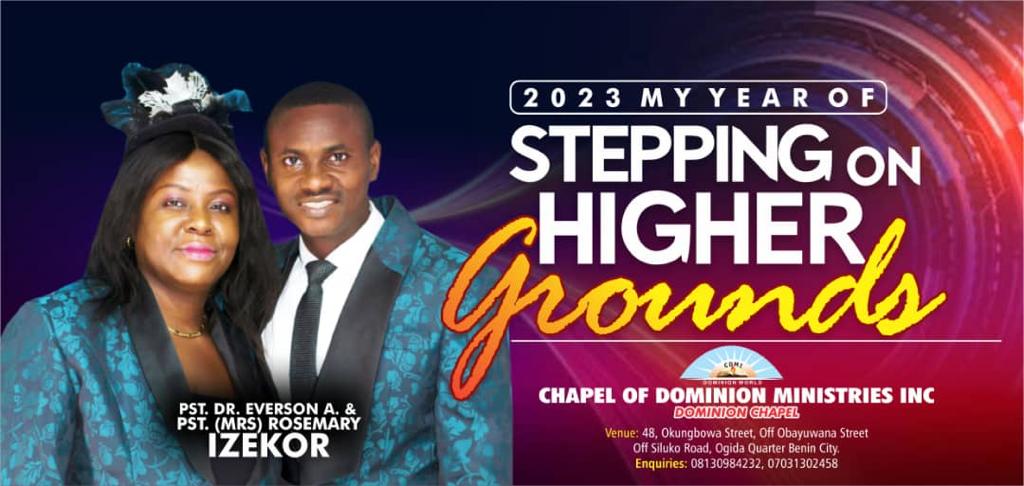 2023 MY YEAR OF
STEPPING ON
HIGHER
Grounds
CDMI
DOMINION WORLD
CHAPEL OF DOMINION MINISTRIES INC
DOMINION CHAPEL
Venue: 48, Okungbowa Street, Off Obayuwana Street
Off Siluko Road, Ogida Quarter Benin City.
Enquiries: 08130984232, 07031302458
PST. DR. EVERSON A. &
PST. (MRS) ROSEMARY
IZEKOR